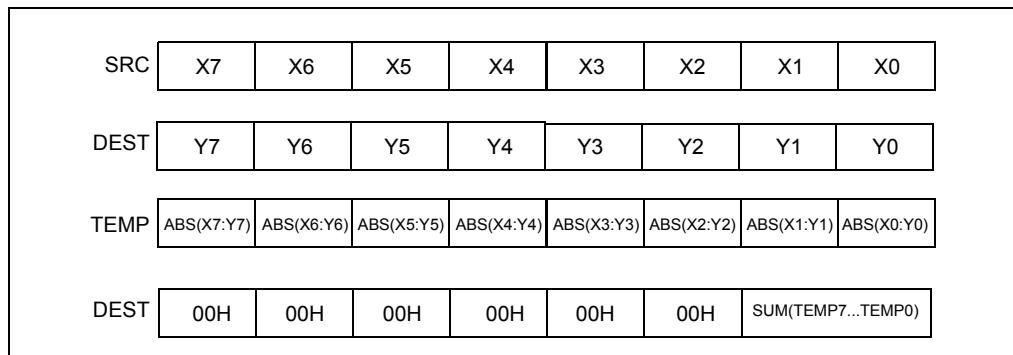 SRC X7 X6 X5 X4 X3 X2 X1 X0
DEST Y7 Y6 Y5 Y4 Y3 Y2 Y1 Y0
TEMP ABS(X7:Y7) ABS(X6:Y6) ABS(X5:Y5) ABS(X4:Y4) ABS(X3:Y3) ABS(X2:Y2) ABS(X1:Y1) ABS(X0:Y0)
DEST 00H 00H 00H 00H 00H 00H SUM(TEMP7...TEMP0)